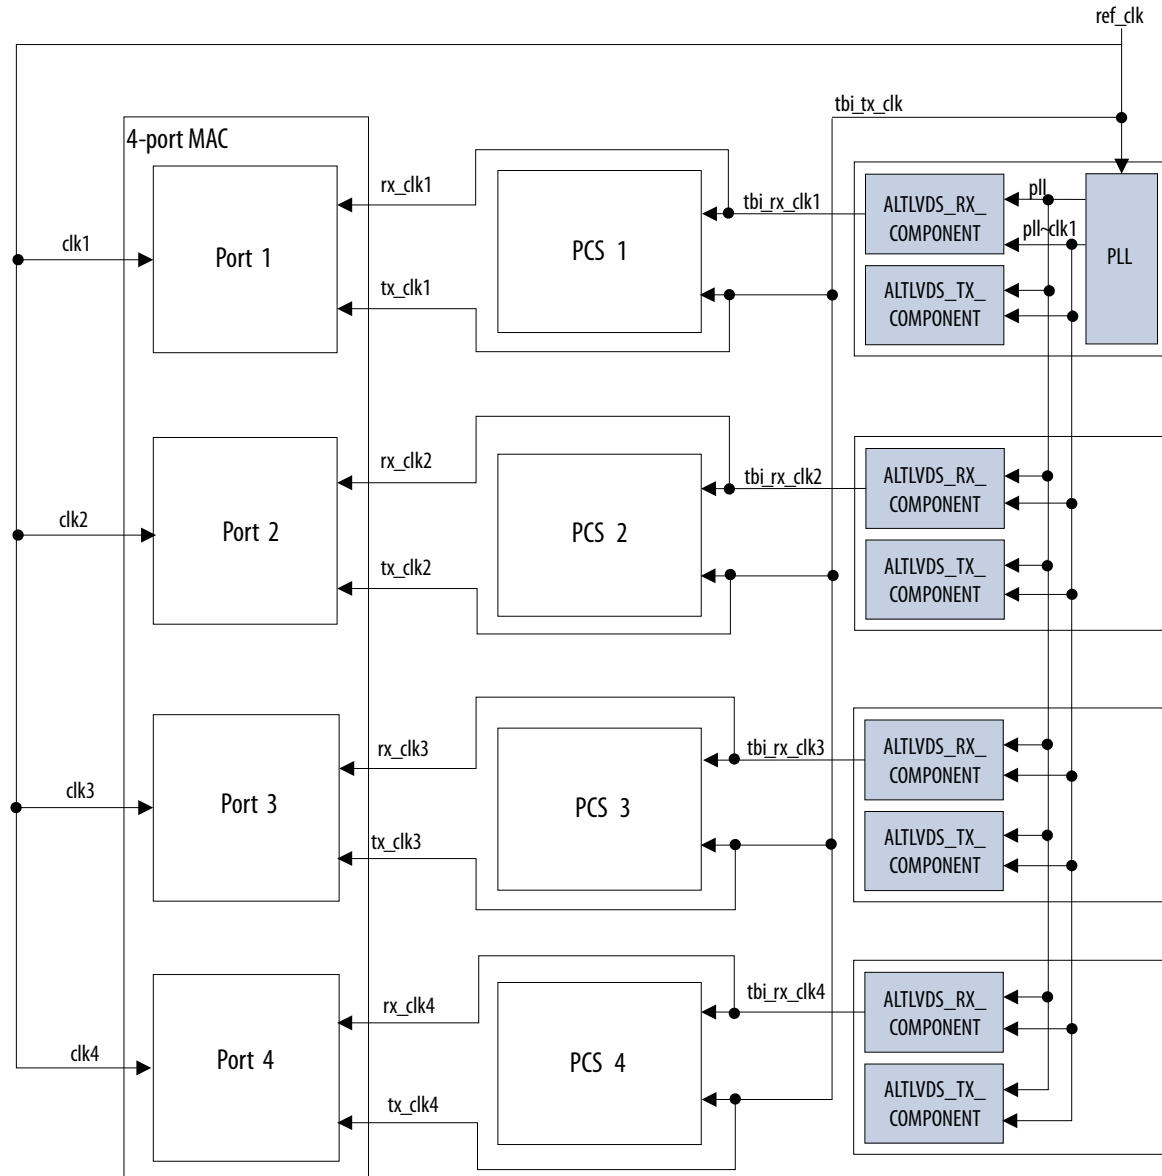 ref_clk
tbi_tx_clk
4-port MAC
rx_clk1
tbi_rx_clk1
ALTLVDS_RX_
COMPONENT
pll
pll~clk1
PLL
clk1
Port 1
PCS 1
tx_clk1
ALTLVDS_TX_
COMPONENT
rx_clk2
tbi_rx_clk2
ALTLVDS_RX_
COMPONENT
clk2
Port 2
PCS 2
tx_clk2
ALTLVDS_TX_
COMPONENT
rx_clk3
tbi_rx_clk3
ALTLVDS_RX_
COMPONENT
clk3
Port 3
PCS 3
tx_clk3
ALTLVDS_TX_
COMPONENT
rx_clk4
tbi_rx_clk4
ALTLVDS_RX_
COMPONENT
clk4
Port 4
PCS 4
tx_clk4
ALTLVDS_TX_
COMPONENT